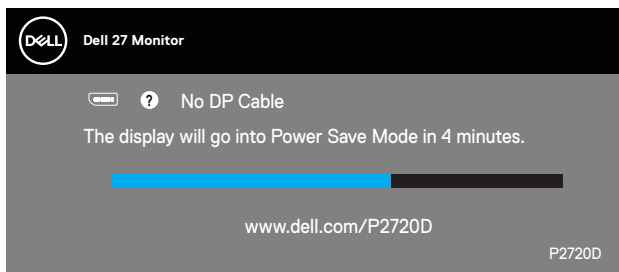 DELL
Dell 27 Monitor
? No DP Cable
The display will go into Power Save Mode in 4 minutes.
www.dell.com/P2720D
P2720D